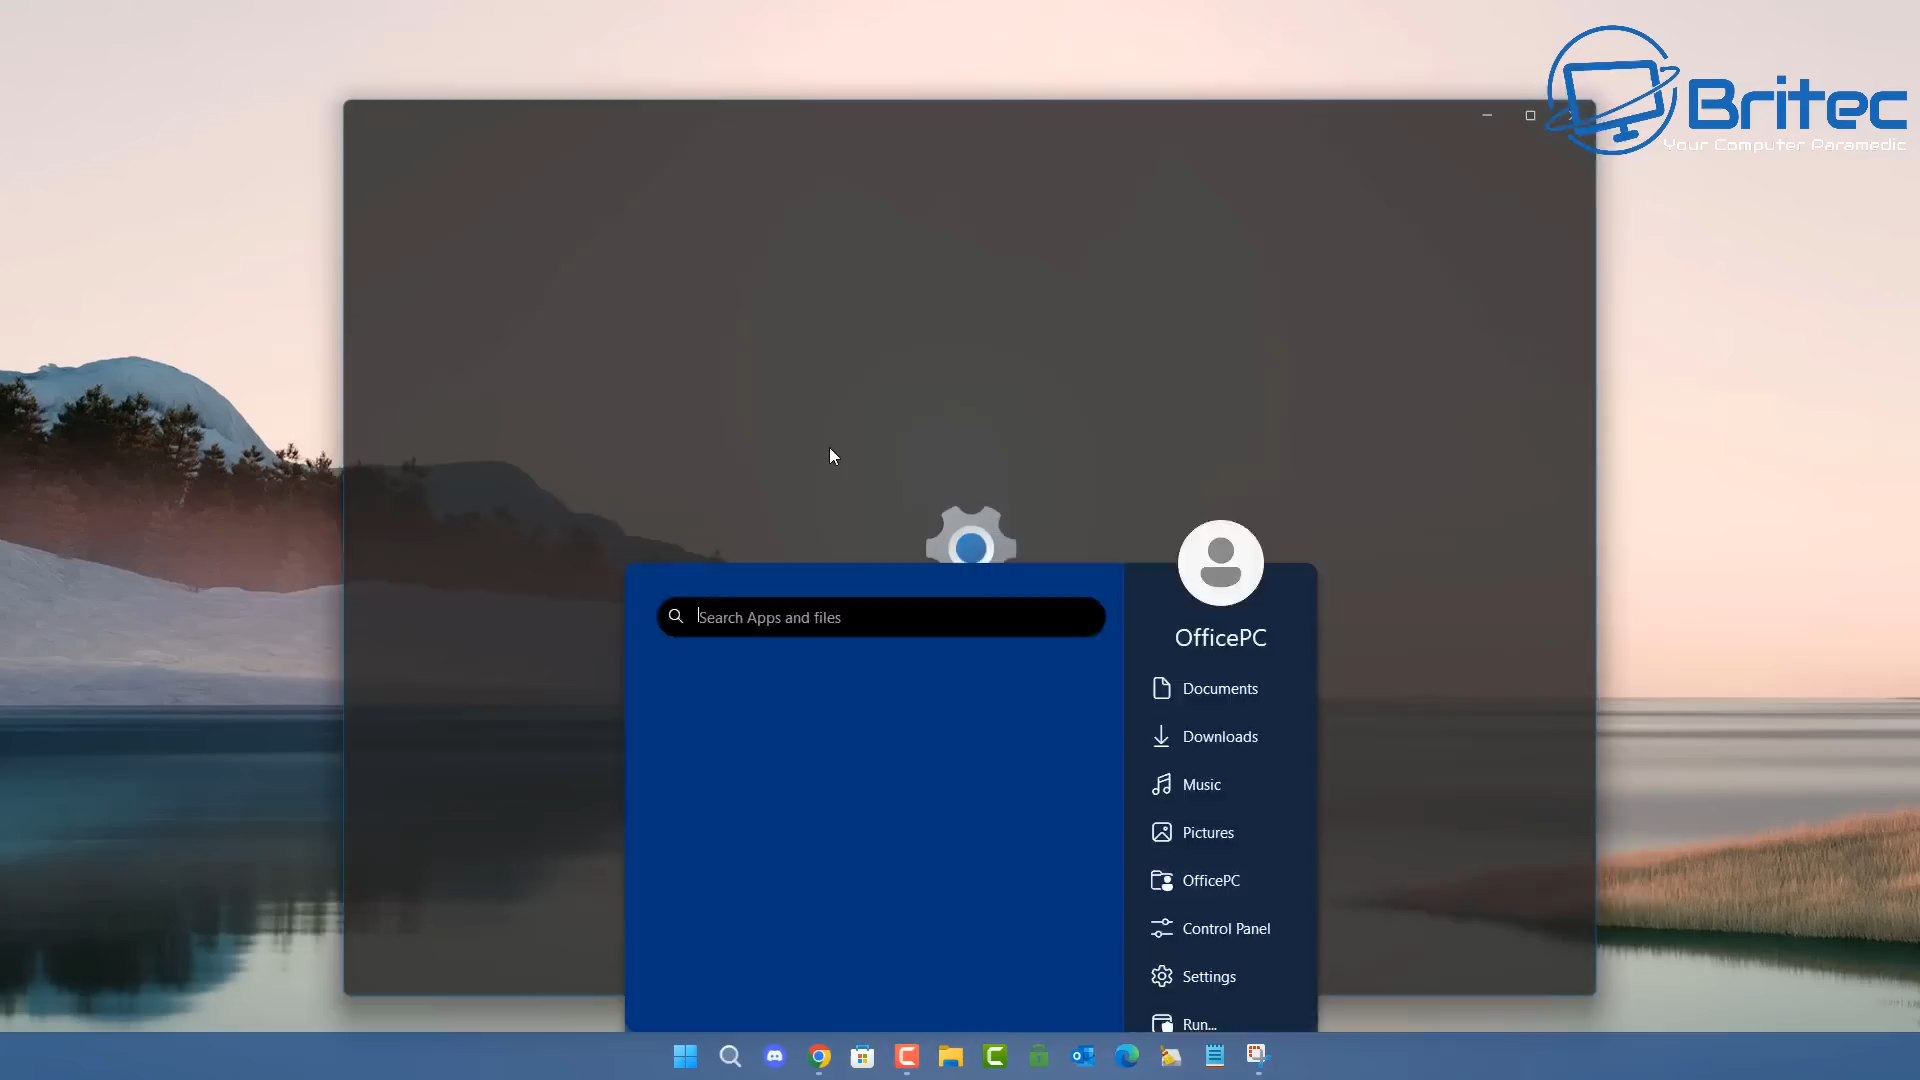 Britec
Your Computer Paramedic
Search Apps and files
OfficePC
Documents
Downloads
Music
Pictures
OfficePC
Control Panel
Settings
Run...